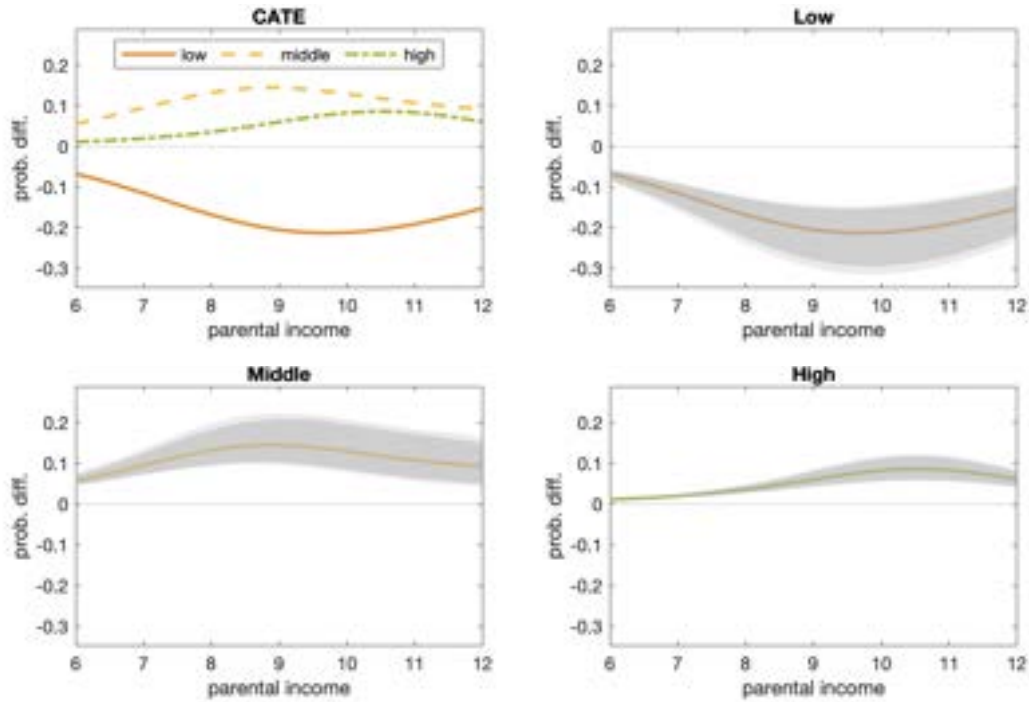 CATE
low middle high
0.2
0.1
0
-0.1
-0.2
-0.3
prob. diff.
6 7 8 9 10 11 12
parental income
Low
0.2
0.1
0
-0.1
-0.2
-0.3
prob. diff.
6 7 8 9 10 11 12
parental income
Middle
0.2
0.1
0
-0.1
-0.2
-0.3
prob. diff.
6 7 8 9 10 11 12
parental income
High
0.2
0.1
0
-0.1
-0.2
-0.3
prob. diff.
6 7 8 9 10 11 12
parental income